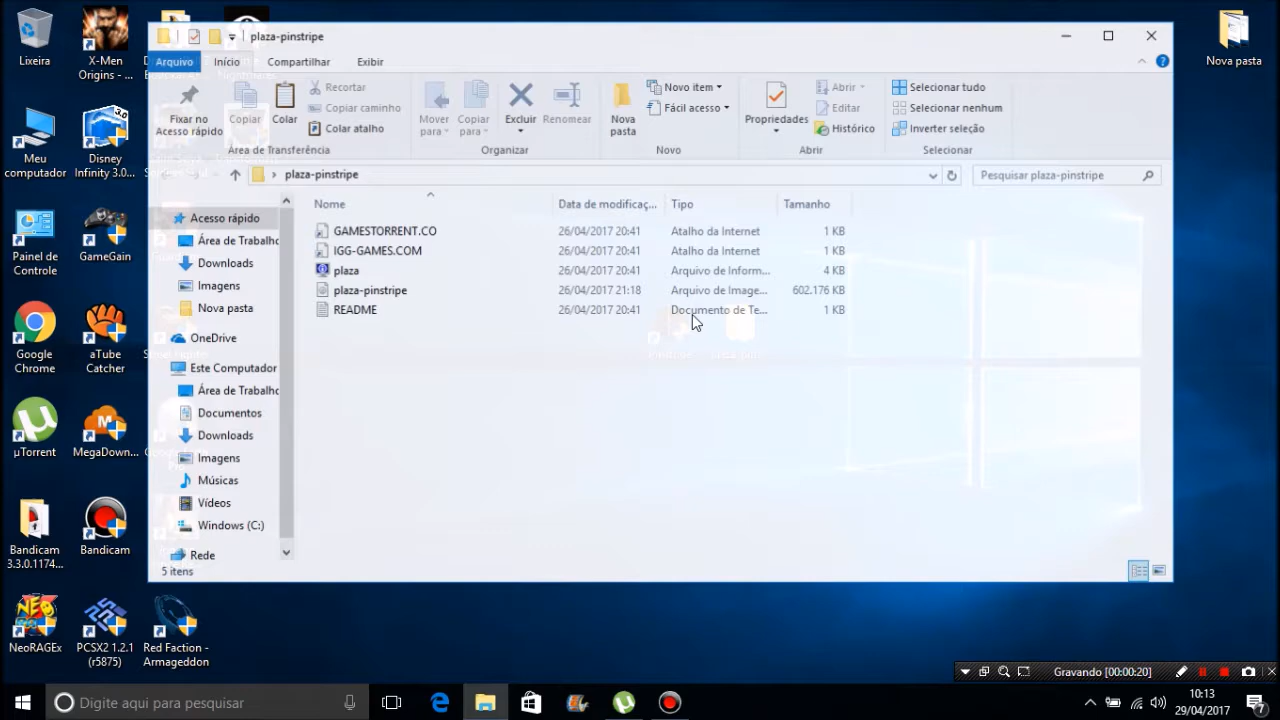 plaza-pinstripe
Arquivo
Início
Compartilhar
Exibir
Fixar no
Acesso rápido
Copiar
Colar
Recortar
Copiar caminho
Colar atalho
Área de Transferência
Mover
para
Copiar
para
Excluir
Renomear
Organizar
Nova
pasta
Novo item
Fácil acesso
Novo
Propriedades
Abrir
Editar
Histórico
Abrir
Selecionar tudo
Selecionar nenhum
Inverter seleção
Selecionar
plaza-pinstripe
Pesquisar plaza-pinstripe
Nome
Data de modificaç...
Tipo
Tamanho
GAMESTORRENT.CO 26/04/2017 20:41 Atalho da Internet 1 KB
IGG-GAMES.COM 26/04/2017 20:41 Atalho da Internet 1 KB
plaza 26/04/2017 20:41 Arquivo de Inform... 4 KB
plaza-pinstripe 26/04/2017 21:18 Arquivo de Image... 602.176 KB
README 26/04/2017 20:41 Documento de Te... 1 KB
Acesso rápido
Área de Trabalho
Downloads
Imagens
Nova pasta
OneDrive
Este Computador
Área de Trabalho
Documentos
Downloads
Imagens
Músicas
Vídeos
Windows (C:)
Rede
5 itens
Lixeira
X-Men
Origins - ...
Meu
computador
Disney
Infinity 3.0...
Painel de
Controle
GameGain
Google
Chrome
aTube
Catcher
µTorrent
MegaDown...
Bandicam
3.3.0.1174...
Bandicam
NeoRAGEx
PCSX2 1.2.1
(r5875)
Red Faction -
Armageddon
Nova pasta
Gravando [00:00:20]
Digite aqui para pesquisar
10:13
29/04/2017
7